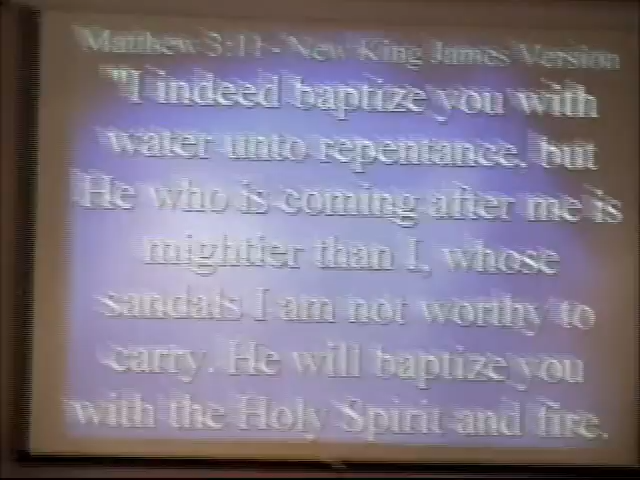 Matthew 3:11 - New King James Version
"I indeed baptize you with
water unto repentance, but
He who is coming after me is
mightier than I, whose
sandals I am not worthy to
carry. He will baptize you
with the Holy Spirit and fire.